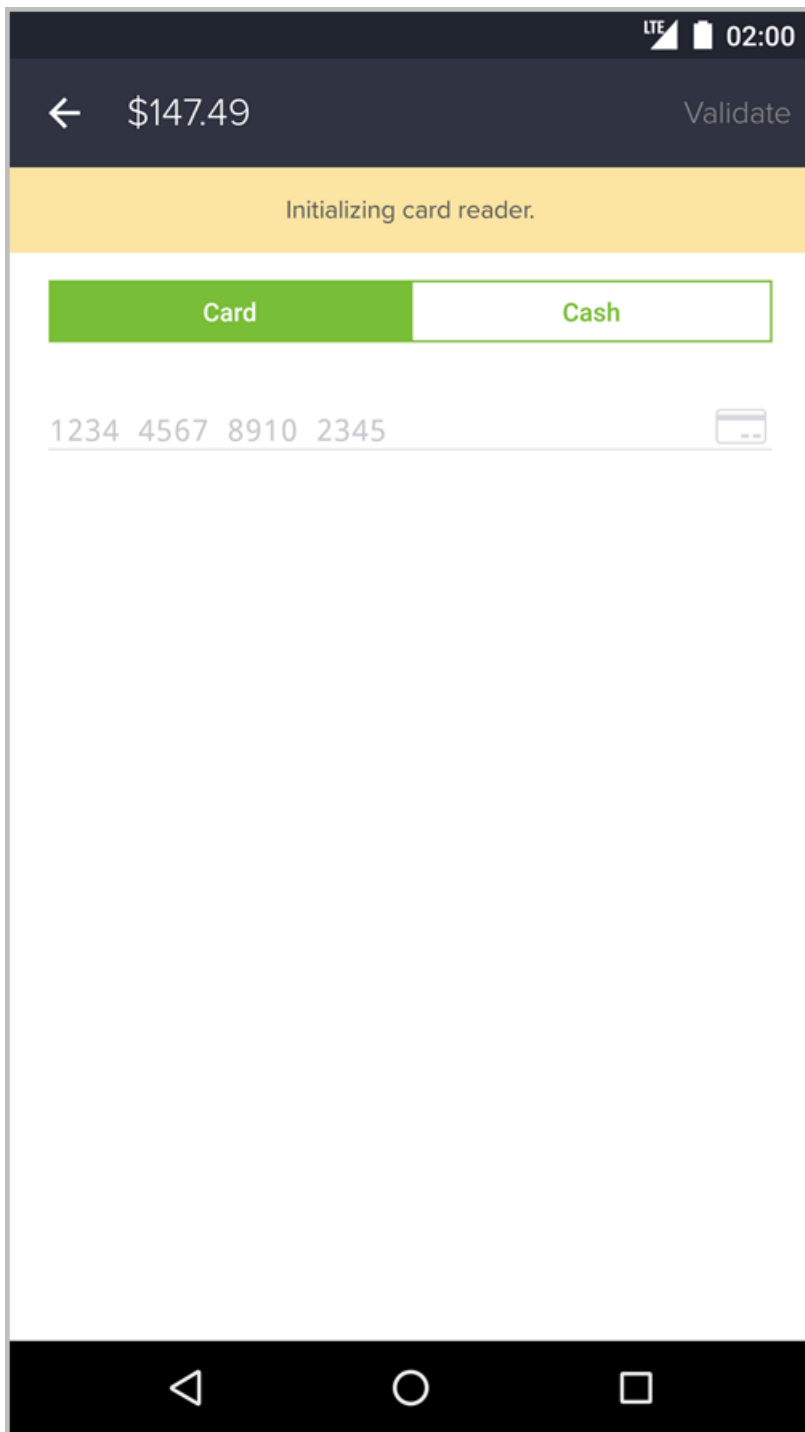 LTE 02:00
$147.49 Validate
Initializing card reader.
Card Cash
1234 4567 8910 2345